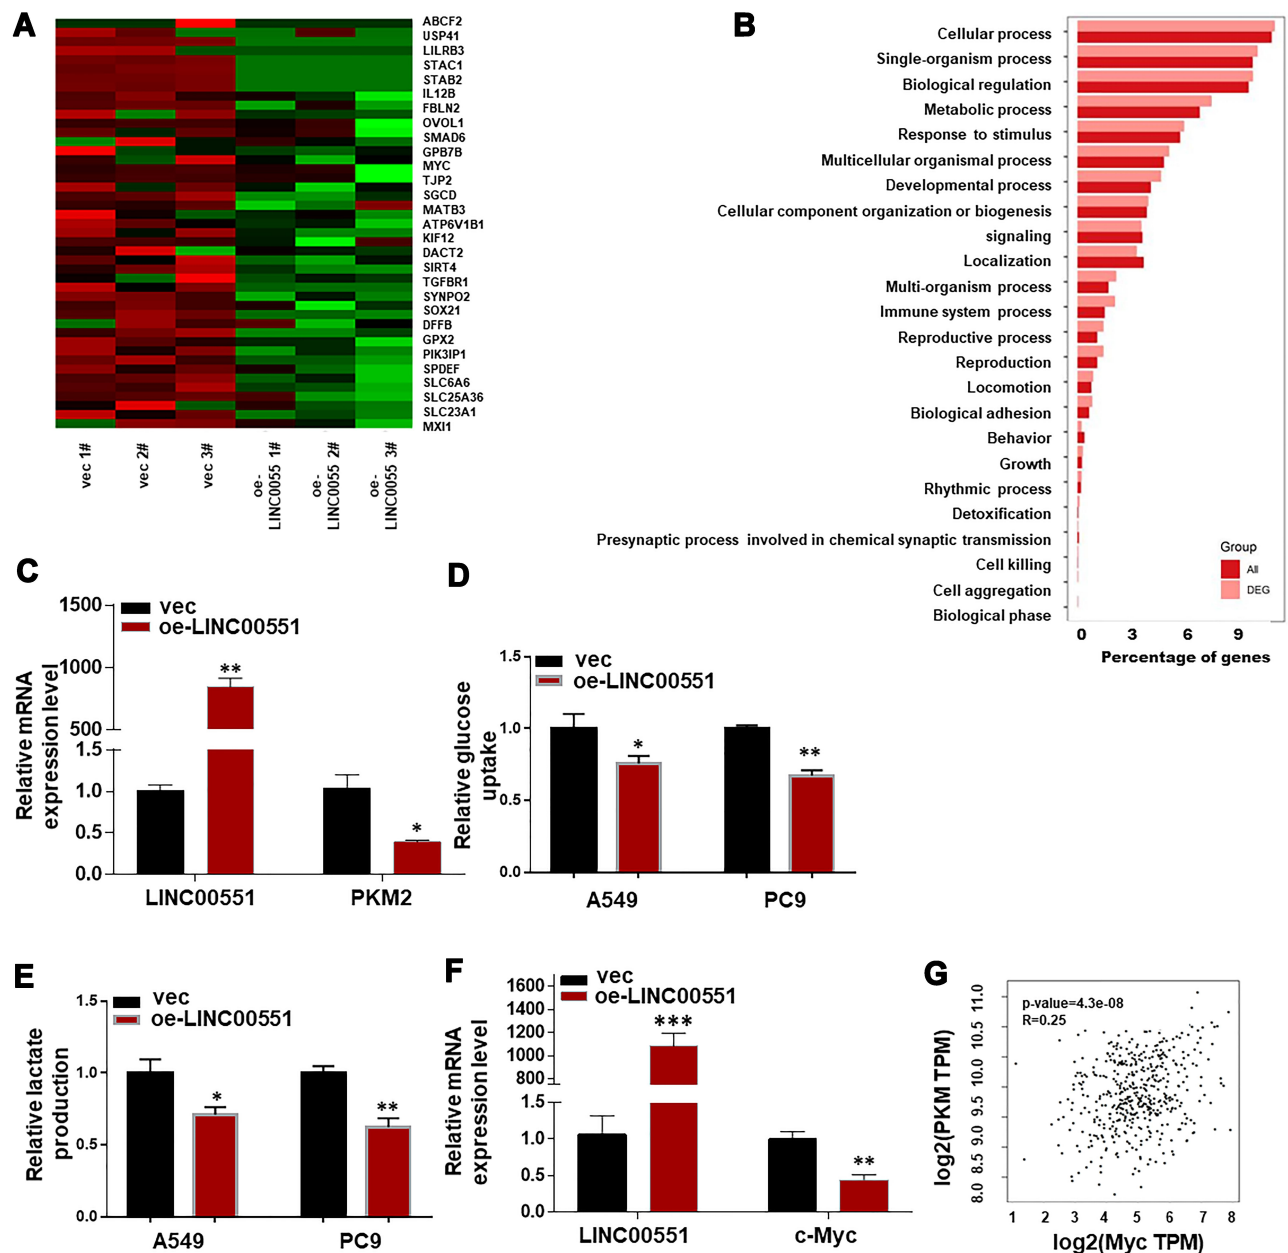 A
ABCF2
USP41
LILRB3
STAC1
STAB2
IL12B
FBLN2
OVOL1
SMAD6
GPB7B
MYC
TJP2
SGCD
MATB3
ATP6V1B1
KIF12
DACT2
SIRT4
TGFBR1
SYNPO2
SOX21
DFFB
GPX2
PIK3IP1
SPDEF
SLC6A6
SLC25A36
SLC23A1
MXI1
vec 1#
vec 2#
vec 3#
oe-
LINC0055 1#
oe-
LINC0055 2#
oe-
LINC0055 3#
B
Cellular process
Single-organism process
Biological regulation
Metabolic process
Response to stimulus
Multicellular organismal process
Developmental process
Cellular component organization or biogenesis
signaling
Localization
Multi-organism process
Immune system process
Reproductive process
Reproduction
Locomotion
Biological adhesion
Behavior
Growth
Rhythmic process
Detoxification
Presynaptic process involved in chemical synaptic transmission
Cell killing
Cell aggregation
Biological phase
Group
All
DEG
0 3 6 9
Percentage of genes
C
Relative mRNA
expression level
1500
1000
500
1.5
1.0
0.5
0.0
vec
oe-LINC00551
**
*
LINC00551 PKM2
D
Relative glucose
uptake
1.5
1.0
0.5
0.0
vec
oe-LINC00551
*
**
A549 PC9
E
Relative lactate
production
1.5
1.0
0.5
0.0
vec
oe-LINC00551
*
**
A549 PC9
F
Relative mRNA
expression level
1600
1400
1200
1000
800
1.5
1.0
0.5
0.0
vec
oe-LINC00551
***
**
LINC00551 c-Myc
G
log2(PKM TPM)
11.0
10.5
10.0
9.5
9.0
8.5
8.0
p-value=4.3e-08
R=0.25
1 2 3 4 5 6 7 8
log2(Myc TPM)